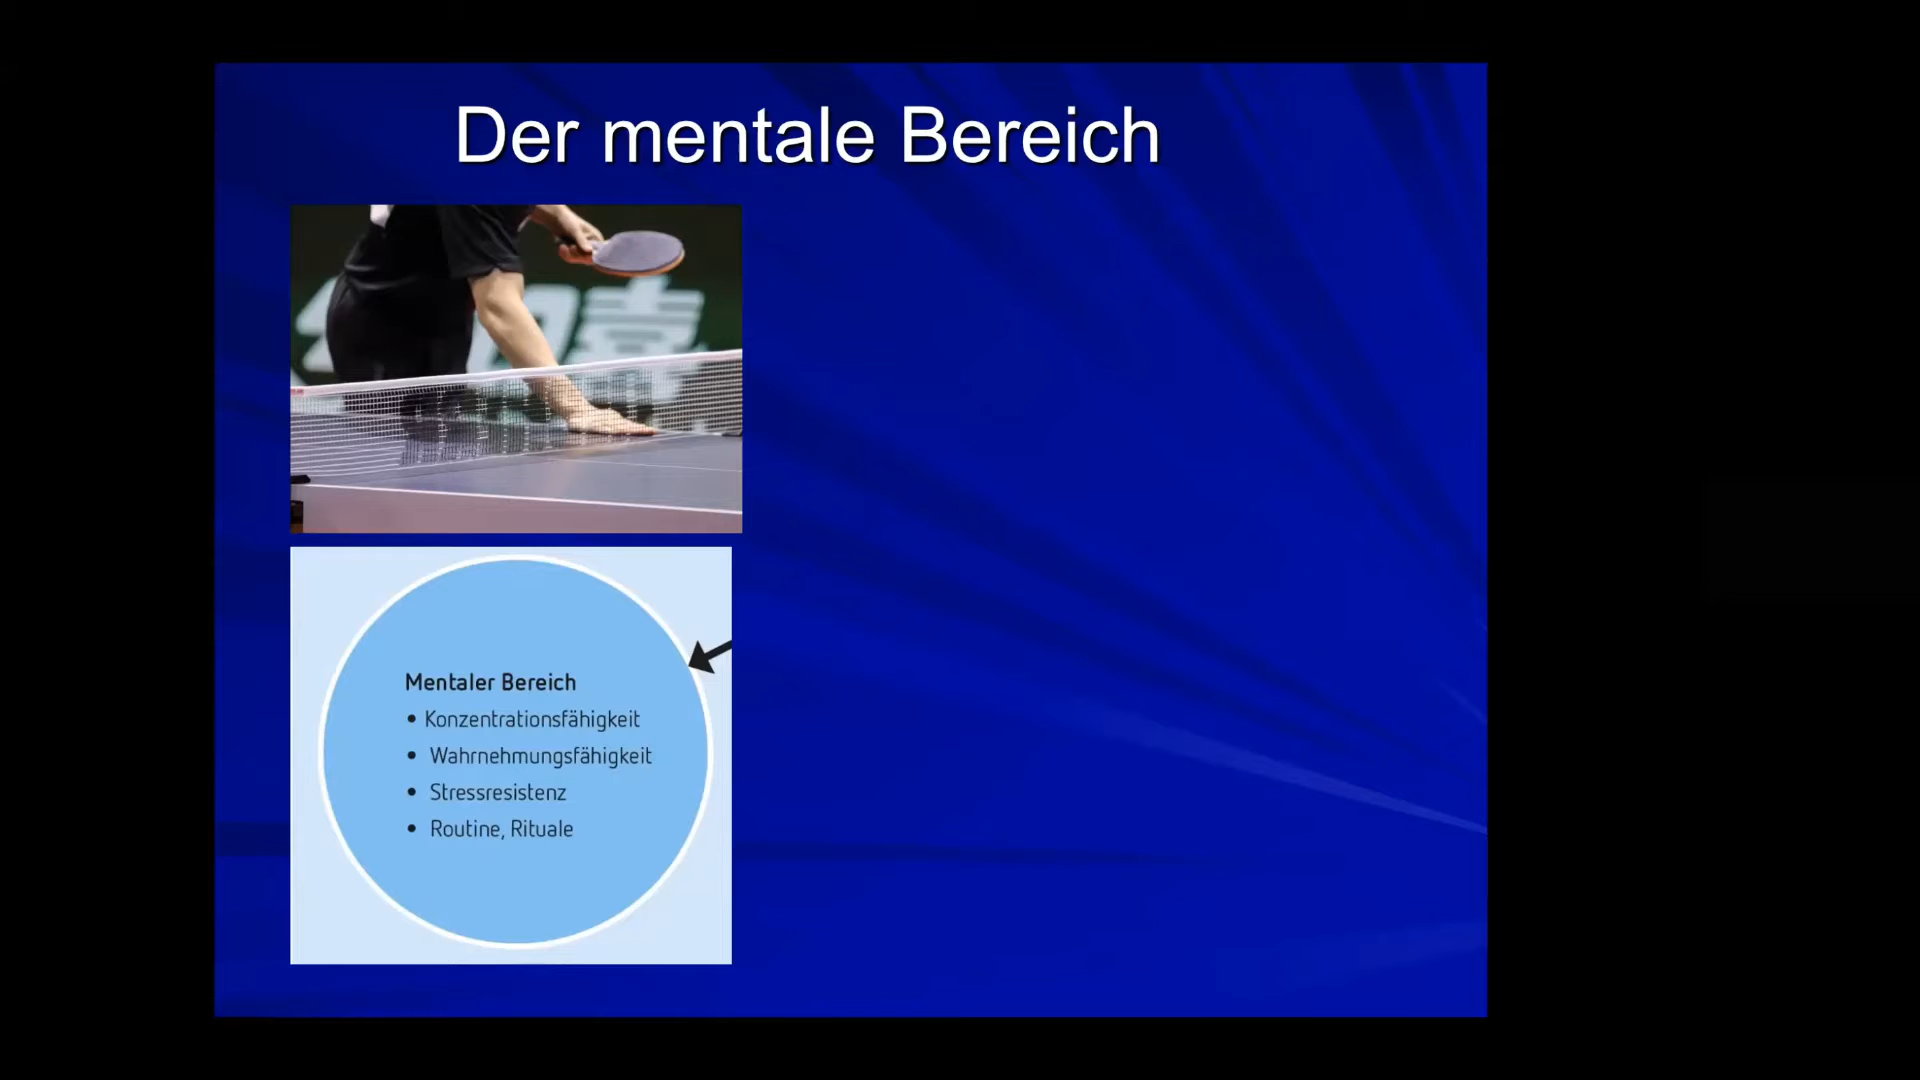 Der mentale Bereich
Mentaler Bereich
• Konzentrationsfähigkeit
• Wahrnehmungsfähigkeit
• Stressresistenz
• Routine, Rituale